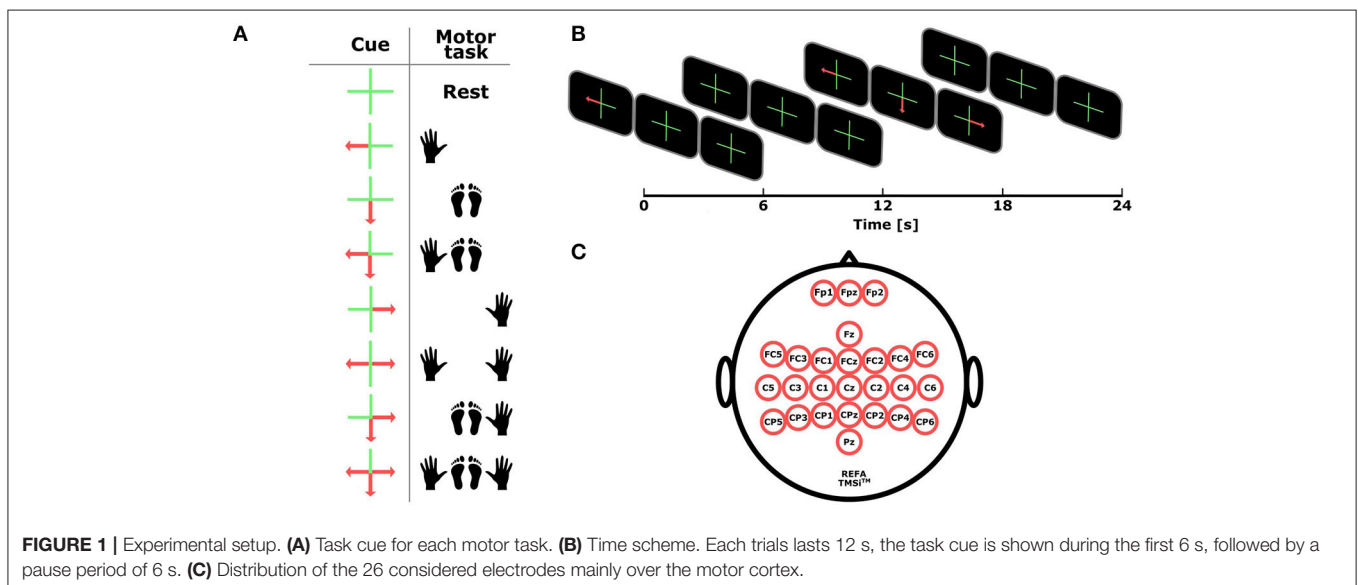 A
Cue
Motor
task
Rest
B
0 6 12 18 24
Time [s]
C
Fp1 Fpz Fp2
Fz
FC5 FC3 FC1 FCz FC2 FC4 FC6
C5 C3 C1 Cz C2 C4 C6
CP5 CP3 CP1 CPz CP2 CP4 CP6
Pz
REFA
TMSi™
FIGURE 1 | Experimental setup. (A) Task cue for each motor task. (B) Time scheme. Each trials lasts 12 s, the task cue is shown during the first 6 s, followed by a
pause period of 6 s. (C) Distribution of the 26 considered electrodes mainly over the motor cortex.